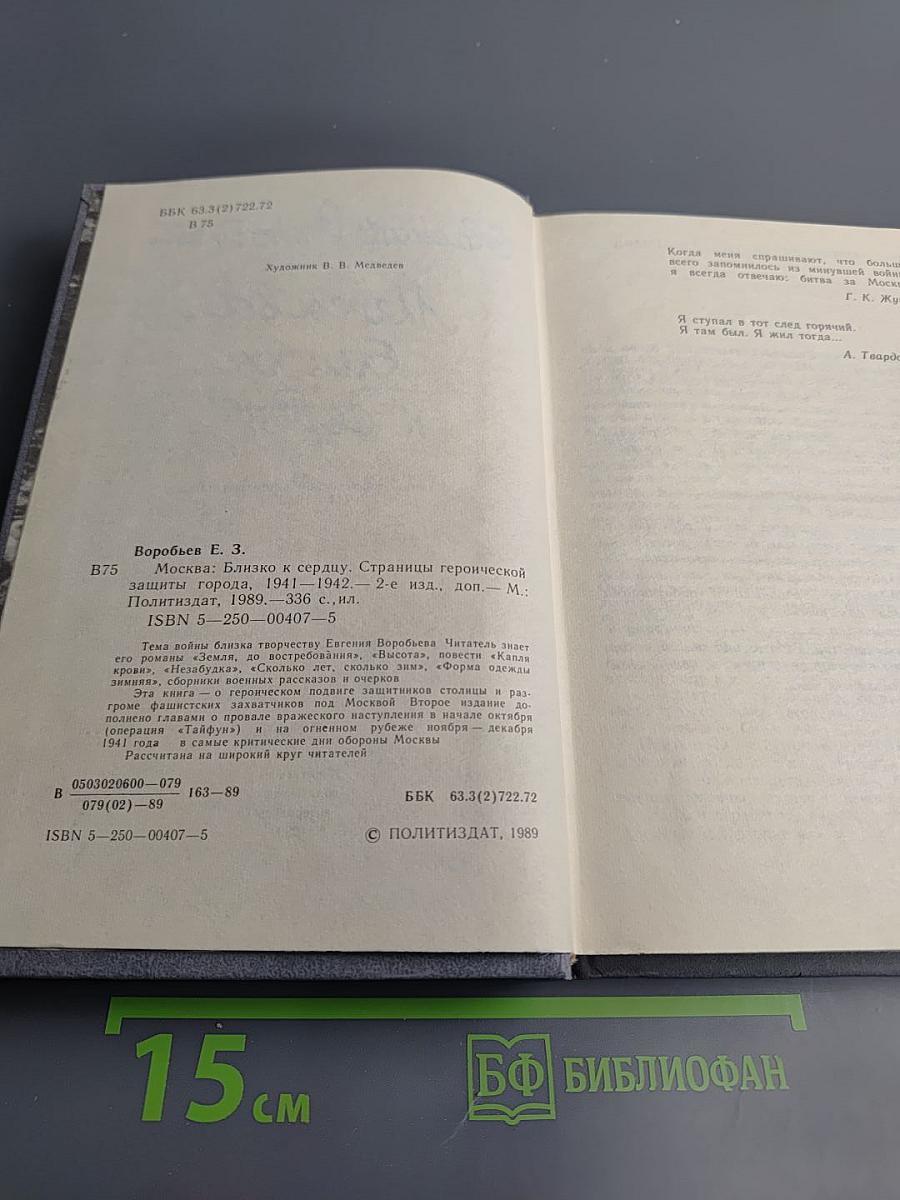 ББК 63.3(2)722.72
В 75
Художник В. В. Медведев
Воробьев Е. З.
В75 Москва: Близко к сердцу. Страницы героической
защиты города, 1941—1942.— 2-е изд., доп.— М.:
Политиздат, 1989.—336 с.,ил.
ISBN 5—250—00407—5
Тема войны близка творчеству Евгения Воробьева Читатель знает
его романы «Земля, до востребования», «Высота», повести «Капля
крови», «Незабудка», «Сколько лет, сколько зим», «Форма одежды
зимняя», сборники военных рассказов и очерков
Эта книга — о героическом подвиге защитников столицы и раз-
громе фашистских захватчиков под Москвой Второе издание до-
полнено главами о провале вражеского наступления в начале октября
(операция «Тайфун») и на огненном рубеже ноября — декабря
1941 года в самые критические дни обороны Москвы
Рассчитана на широкий круг читателей
В 0503020600—079 163—89
079(02)—89
ББК 63.3(2)722.72
ISBN 5—250—00407—5
© ПОЛИТИЗДАТ, 1989
Когда меня спрашивают, что больш
всего запомнилось из минувшей войн
я всегда отвечаю: битва за Москв
Г. К. Жу
Я ступал в тот след горячий.
Я там был. Я жил тогда...
А. Твардо
15 см
БФ БИБЛИОФАН